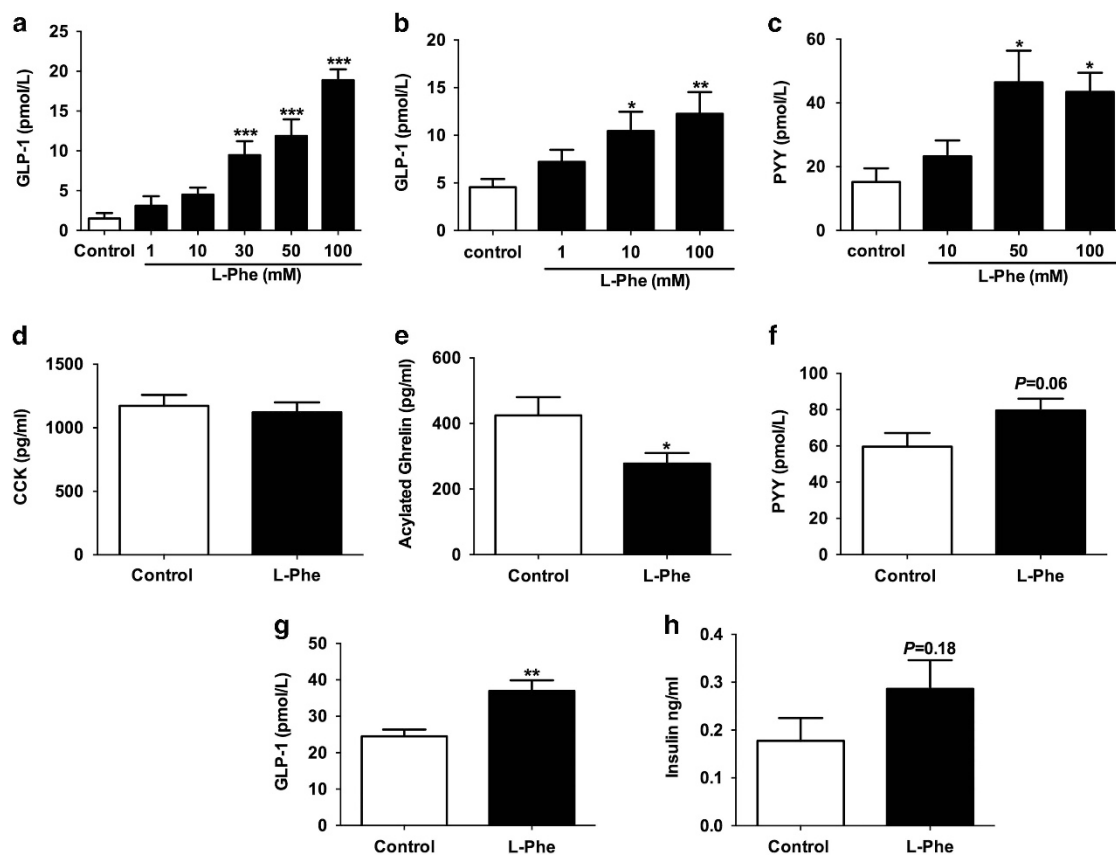 a
GLP-1 (pmol/L)
25
20
15
10
5
0
***
***
***
Control
1
10
30
50
100
L-Phe (mM)
b
GLP-1 (pmol/L)
20
15
10
5
0
*
**
control
1
10
100
L-Phe (mM)
c
PYY (pmol/L)
60
40
20
0
*
*
control
10
50
100
L-Phe (mM)
d
CCK (pg/ml)
1500
1000
500
0
Control
L-Phe
e
Acylated Ghrelin (pg/ml)
600
400
200
0
*
Control
L-Phe
f
PYY (pmol/L)
100
80
60
40
20
0
P=0.06
Control
L-Phe
g
GLP-1 (pmol/L)
50
40
30
20
10
0
**
Control
L-Phe
h
Insulin ng/ml
0.4
0.3
0.2
0.1
0.0
P=0.18
Control
L-Phe